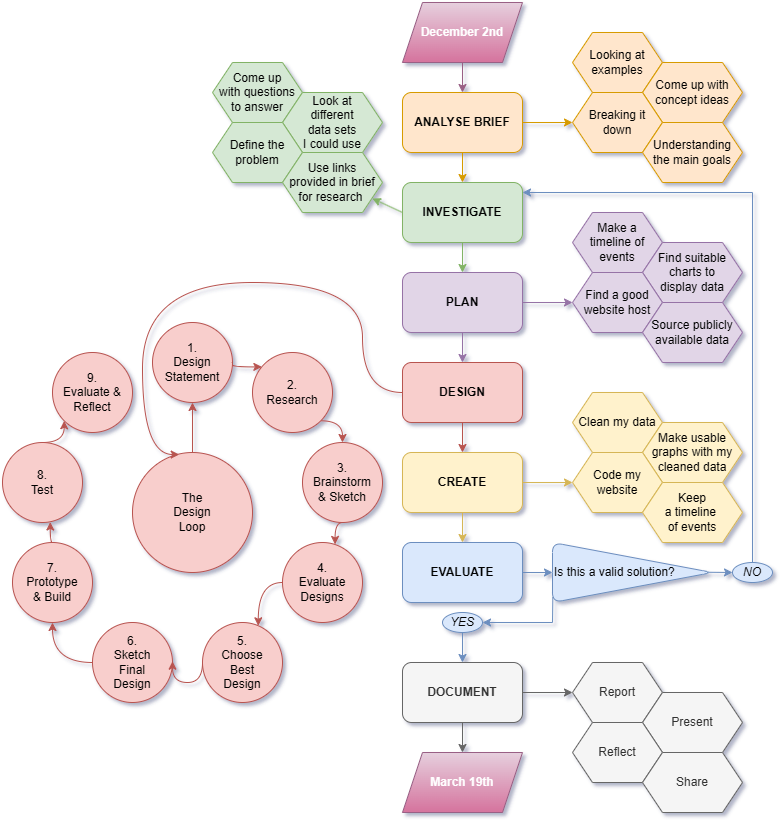 December 2nd
ANALYSE BRIEF
Looking at
examples
Come up with
concept ideas
Breaking it
down
Understanding
the main goals
Come up
with questions
to answer
Look at
different
data sets
I could use
Define the
problem
Use links
provided in brief
for research
INVESTIGATE
PLAN
Make a
timeline of
events
Find suitable
charts to
display data
Find a good
website host
Source publicly
available data
DESIGN
The
Design
Loop
1.
Design
Statement
2.
Research
3.
Brainstorm
& Sketch
4.
Evaluate
Designs
5.
Choose
Best
Design
6.
Sketch
Final
Design
7.
Prototype
& Build
8.
Test
9.
Evaluate &
Reflect
CREATE
Clean my data
Make usable
graphs with my
cleaned data
Code my
website
Keep
a timeline
of events
EVALUATE
Is this a valid solution?
NO
YES
DOCUMENT
Report
Present
Reflect
Share
March 19th